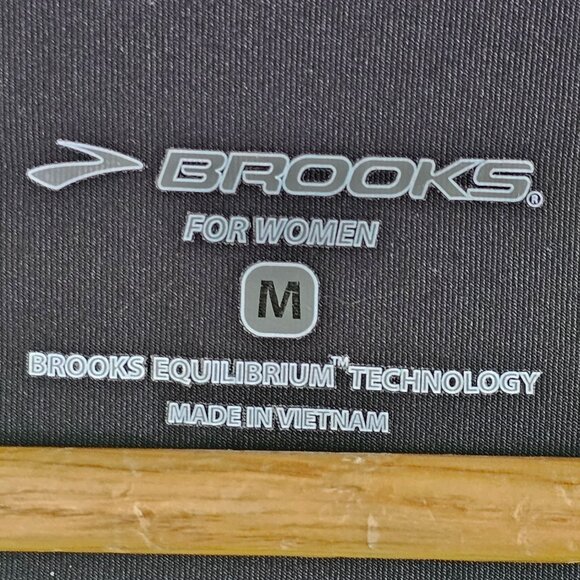 BROOKS®
FOR WOMEN
M
BROOKS EQUILIBRIUM™ TECHNOLOGY
MADE IN VIETNAM